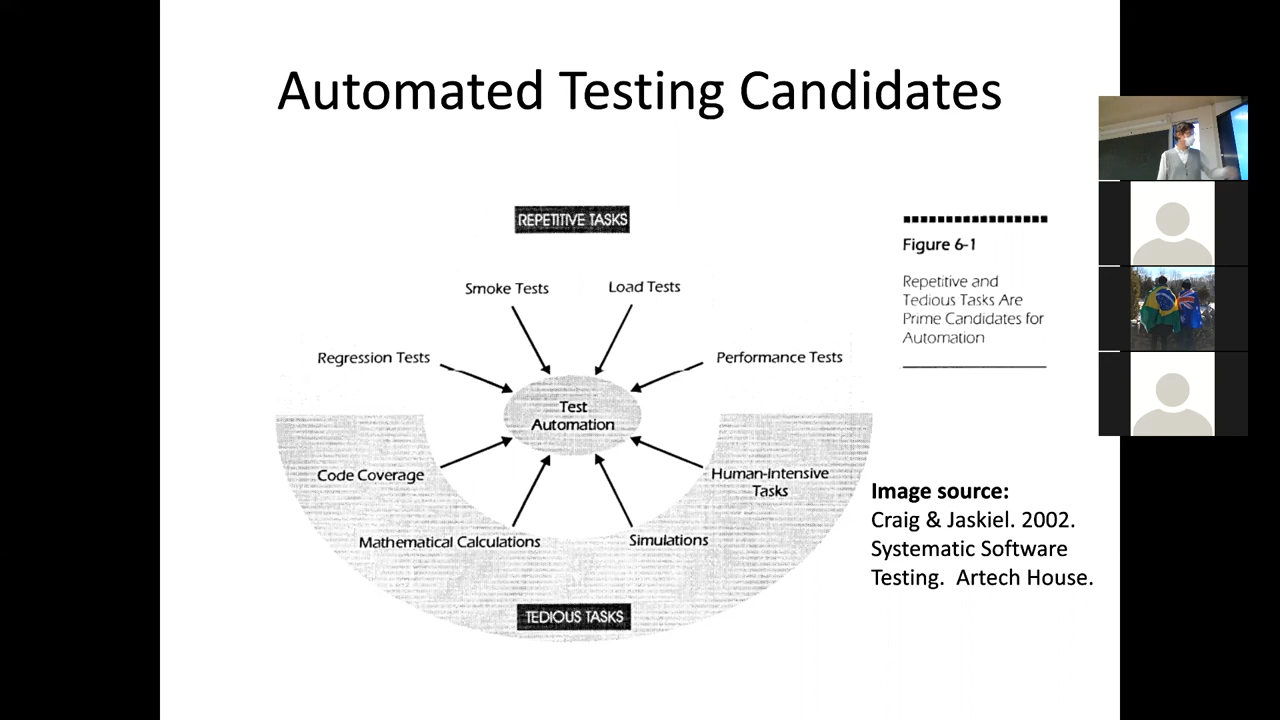 Automated Testing Candidates
REPETITIVE TASKS
Smoke Tests
Load Tests
Regression Tests
Performance Tests
Test
Automation
Code Coverage
Human-Intensive
Tasks
Mathematical Calculations
Simulations
TEDIOUS TASKS
Figure 6-1
Repetitive and
Tedious Tasks Are
Prime Candidates for
Automation
Image source:
Craig & Jaskiel. 2002.
Systematic Software
Testing. Artech House.